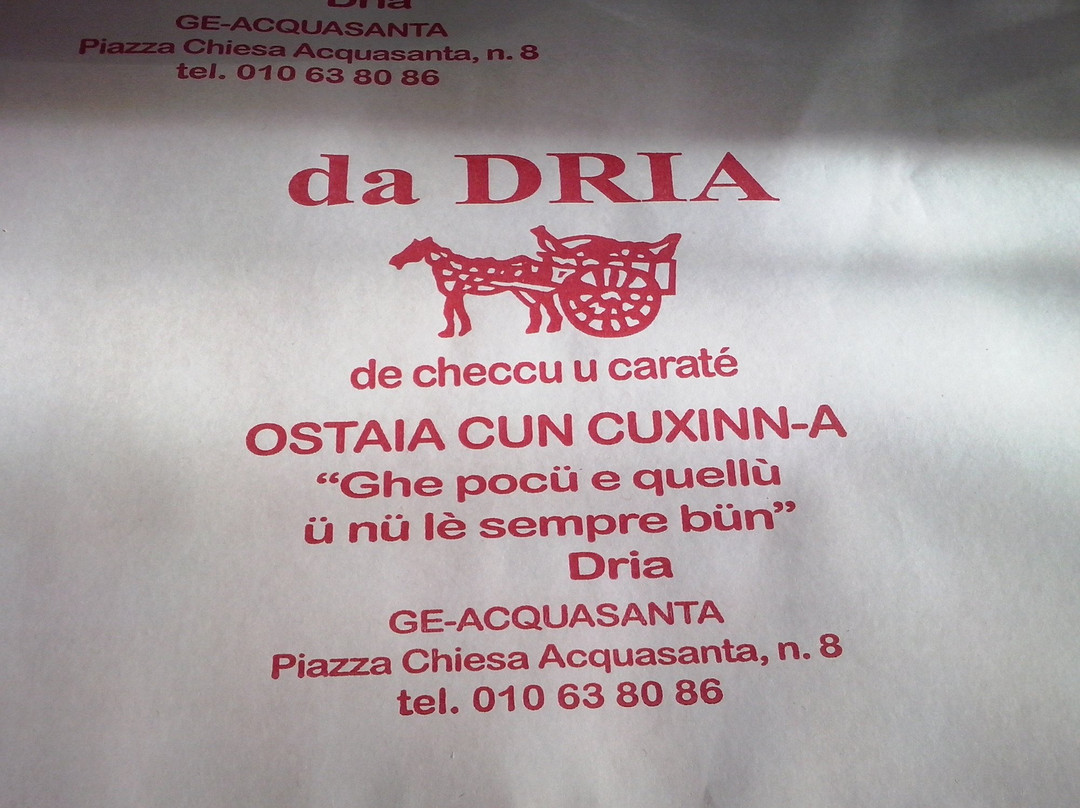 Dria
GE-ACQUASANTA
Piazza Chiesa Acquasanta, n. 8
tel. 010 63 80 86
da DRIA
de checcu u caraté
OSTAIA CUN CUXINN-A
“Ghe pocü e quellù
ü nü lè sempre bün”
Dria
GE-ACQUASANTA
Piazza Chiesa Acquasanta, n. 8
tel. 010 63 80 86